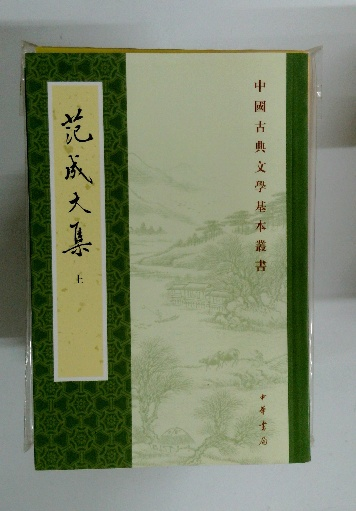 中國古典文學基本叢書
范成大集
上
中華書局